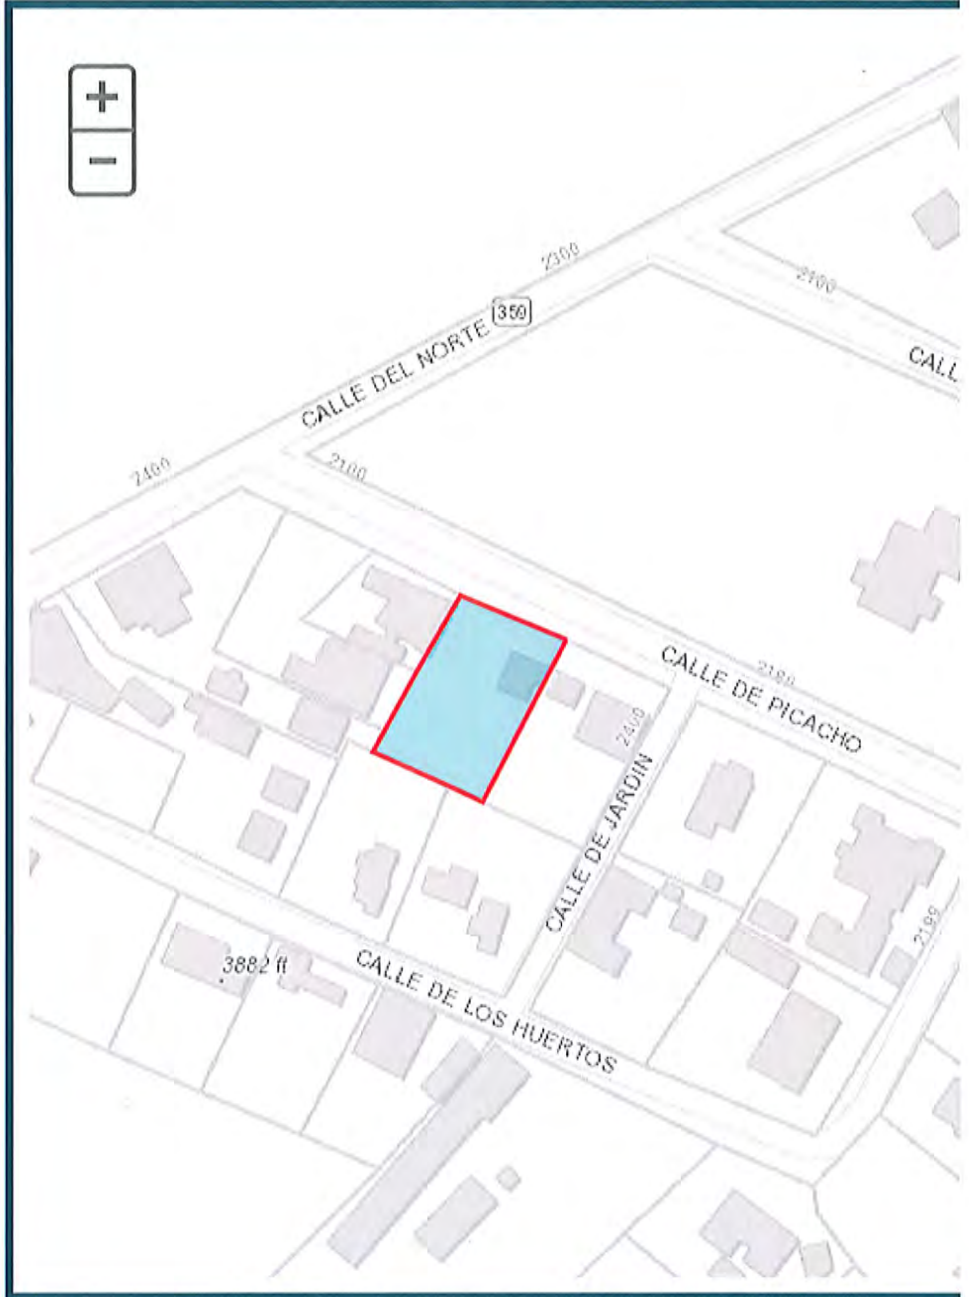 +
−
2300
2100
359
CALLE DEL NORTE
CALL
2400
2100
2100
CALLE DE PICACHO
2400
CALLE DE JARDIN
2199
3882 ft
CALLE DE LOS HUERTOS